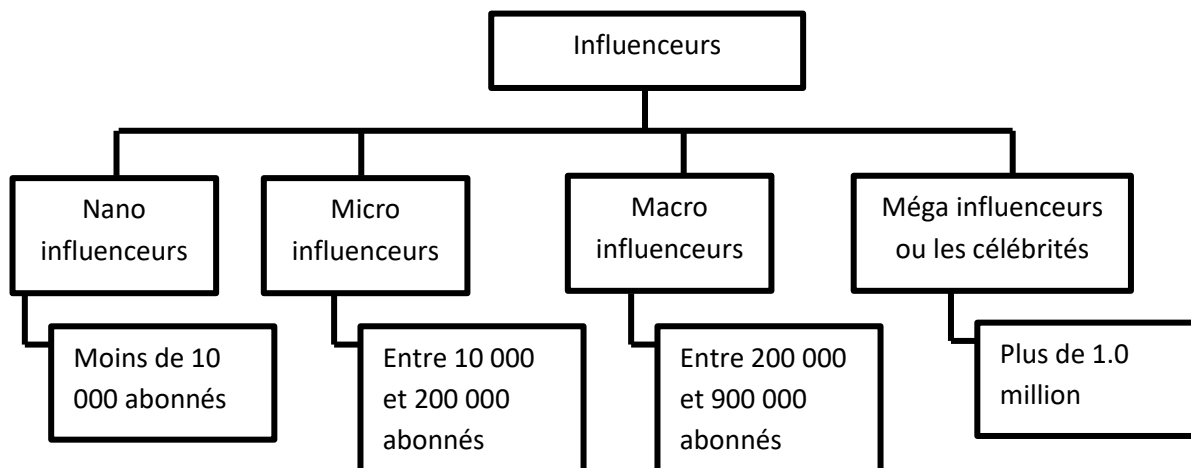 Influenceurs
Nano
influenceurs
Micro
influenceurs
Macro
influenceurs
Méga influenceurs
ou les célébrités
Moins de 10
000 abonnés
Entre 10 000
et 200 000
abonnés
Entre 200 000
et 900 000
abonnés
Plus de 1.0
million